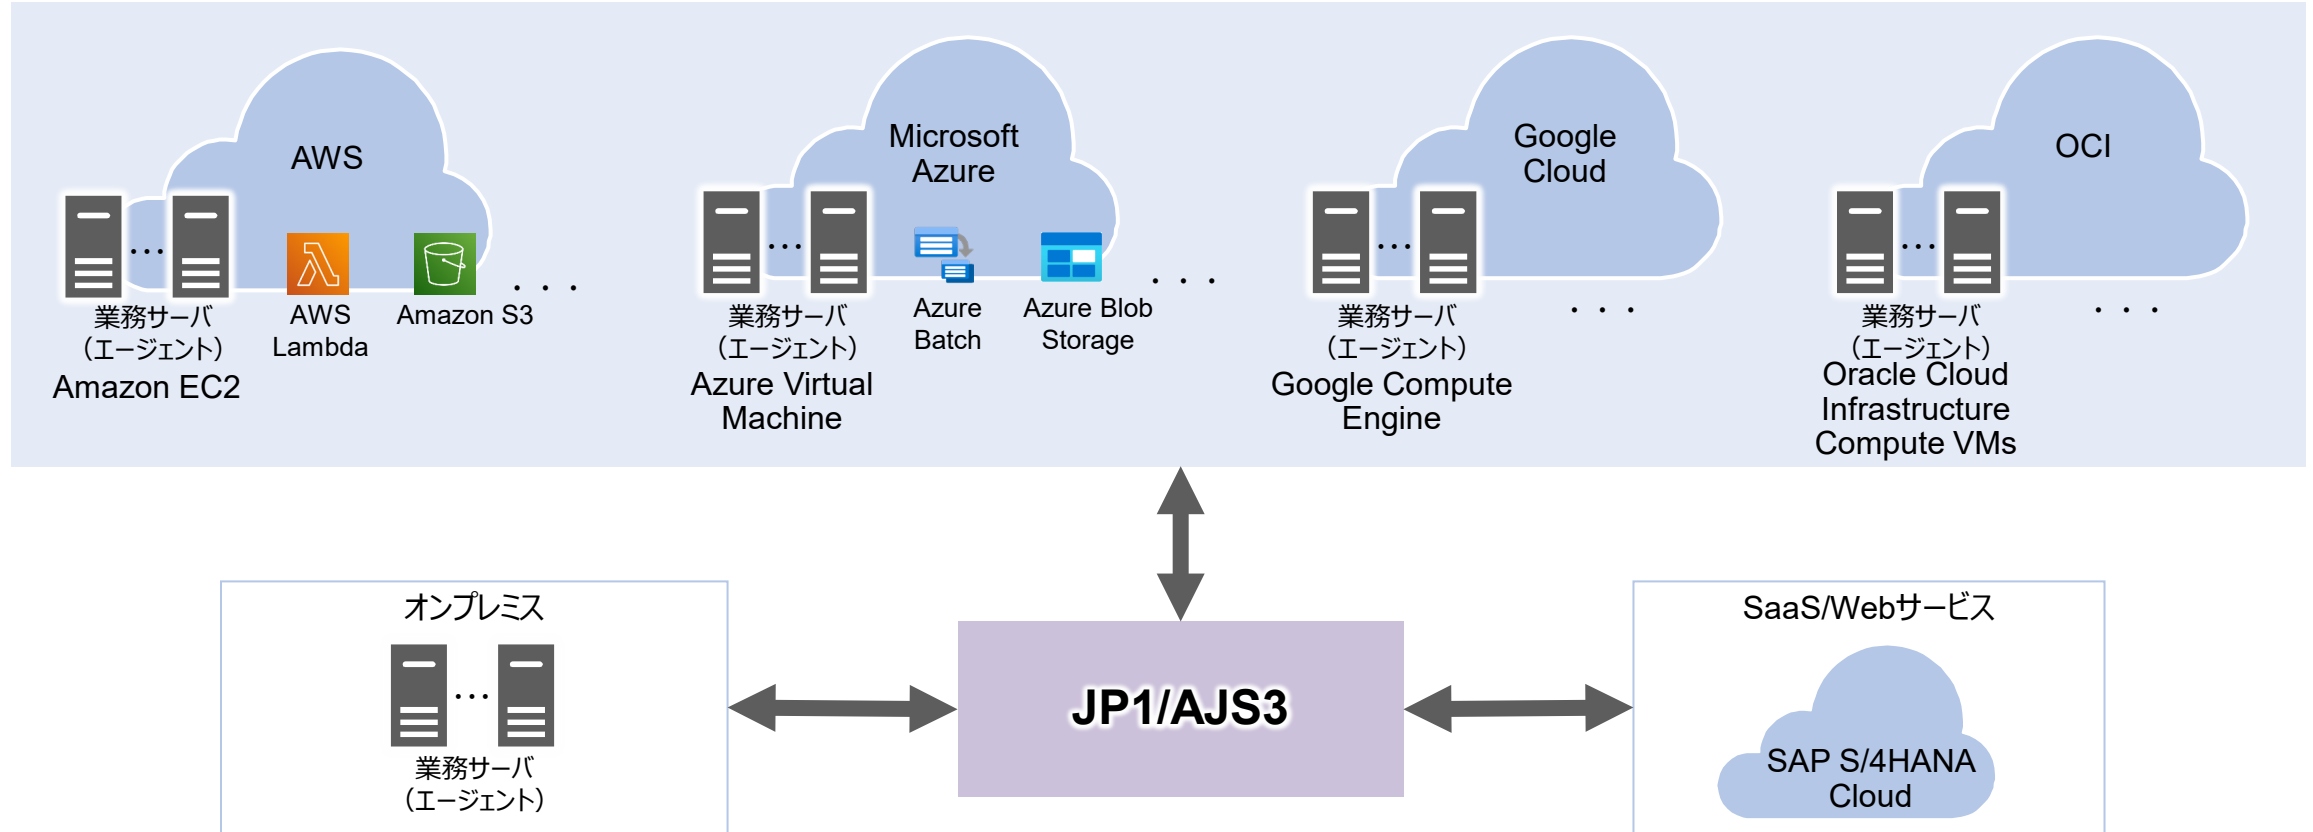 AWS
Microsoft
Azure
Google
Cloud
OCI
...
...
...
...
業務サーバ
（エージェント）
Amazon EC2
AWS
Lambda
Amazon S3
・・・
業務サーバ
（エージェント）
Azure Virtual
Machine
Azure
Batch
Azure Blob
Storage
・・・
業務サーバ
（エージェント）
Google Compute
Engine
・・・
業務サーバ
（エージェント）
Oracle Cloud
Infrastructure
Compute VMs
・・・
オンプレミス
...
業務サーバ
（エージェント）
JP1/AJS3
SaaS/Webサービス
SAP S/4HANA
Cloud